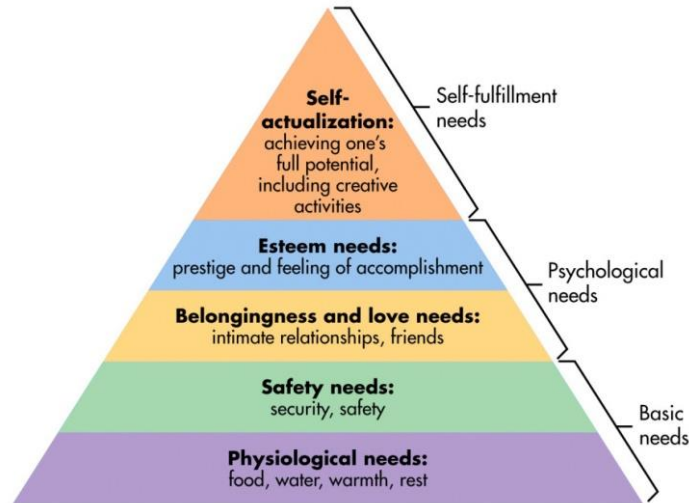 Self-
actualization:
achieving one's
full potential,
including creative
activities
Self-fulfillment
needs
Esteem needs:
prestige and feeling of accomplishment
Belongingness and love needs:
intimate relationships, friends
Psychological
needs
Safety needs:
security, safety
Physiological needs:
food, water, warmth, rest
Basic
needs